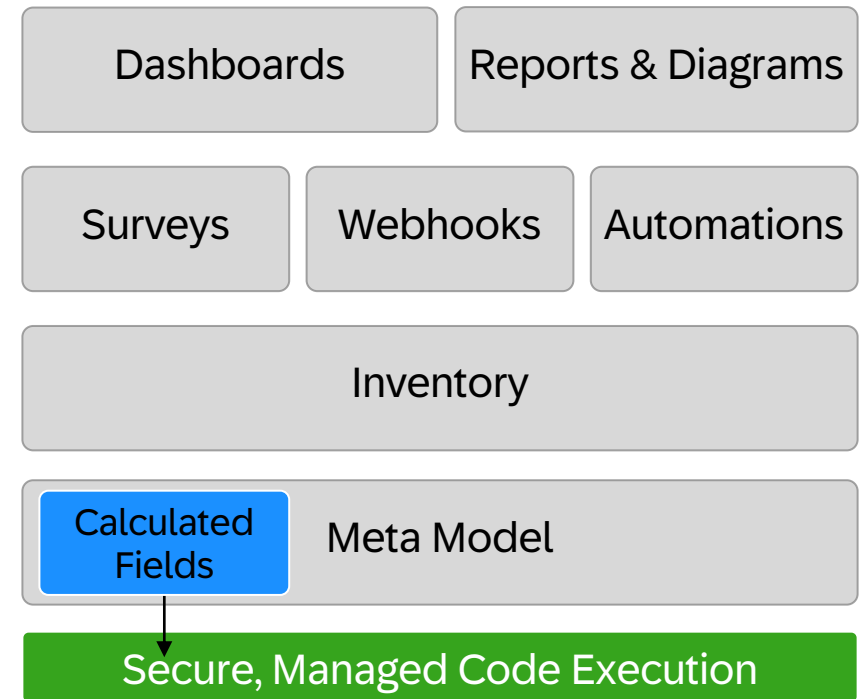 Dashboards
Reports & Diagrams
Surveys
Webhooks
Automations
Inventory
Calculated
Fields
Meta Model
Secure, Managed Code Execution